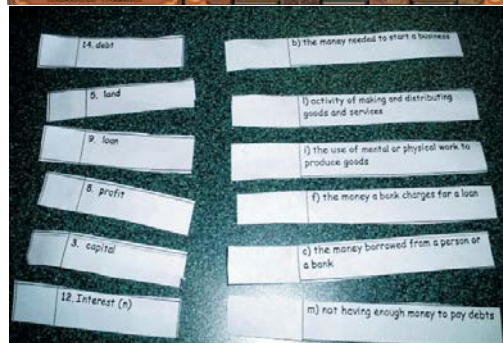 14. debt
5. land
9. loan
8. profit
3. capital
12. Interest (n)
b) the money needed to start a business
l) activity of making and distributing
goods and services
i) the use of mental or physical work to
produce goods
f) the money a bank charges for a loan
c) the money borrowed from a person or
a bank
m) not having enough money to pay debts